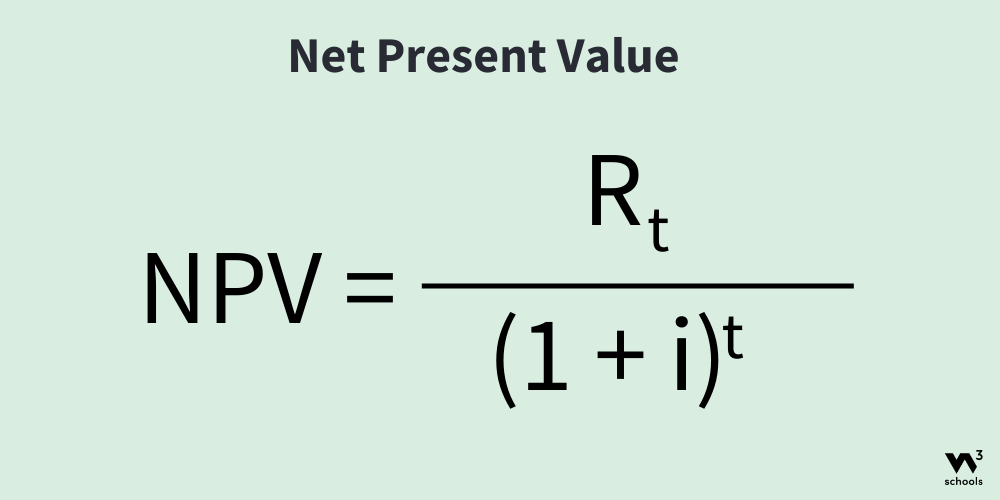 Net Present Value
NPV = Rₜ / (1 + i)ᵗ
w³
schools